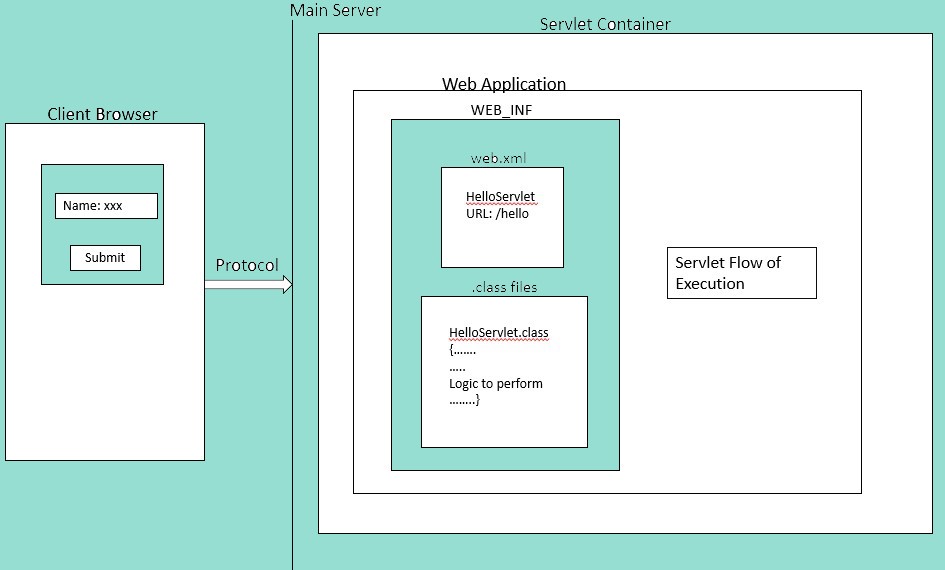 Main Server
Servlet Container
Web Application
WEB_INF
Client Browser
web.xml
HelloServlet
URL: /hello
Name: xxx
Submit
Protocol
Servlet Flow of
Execution
.class files
HelloServlet.class
{.......
.....
Logic to perform
........}